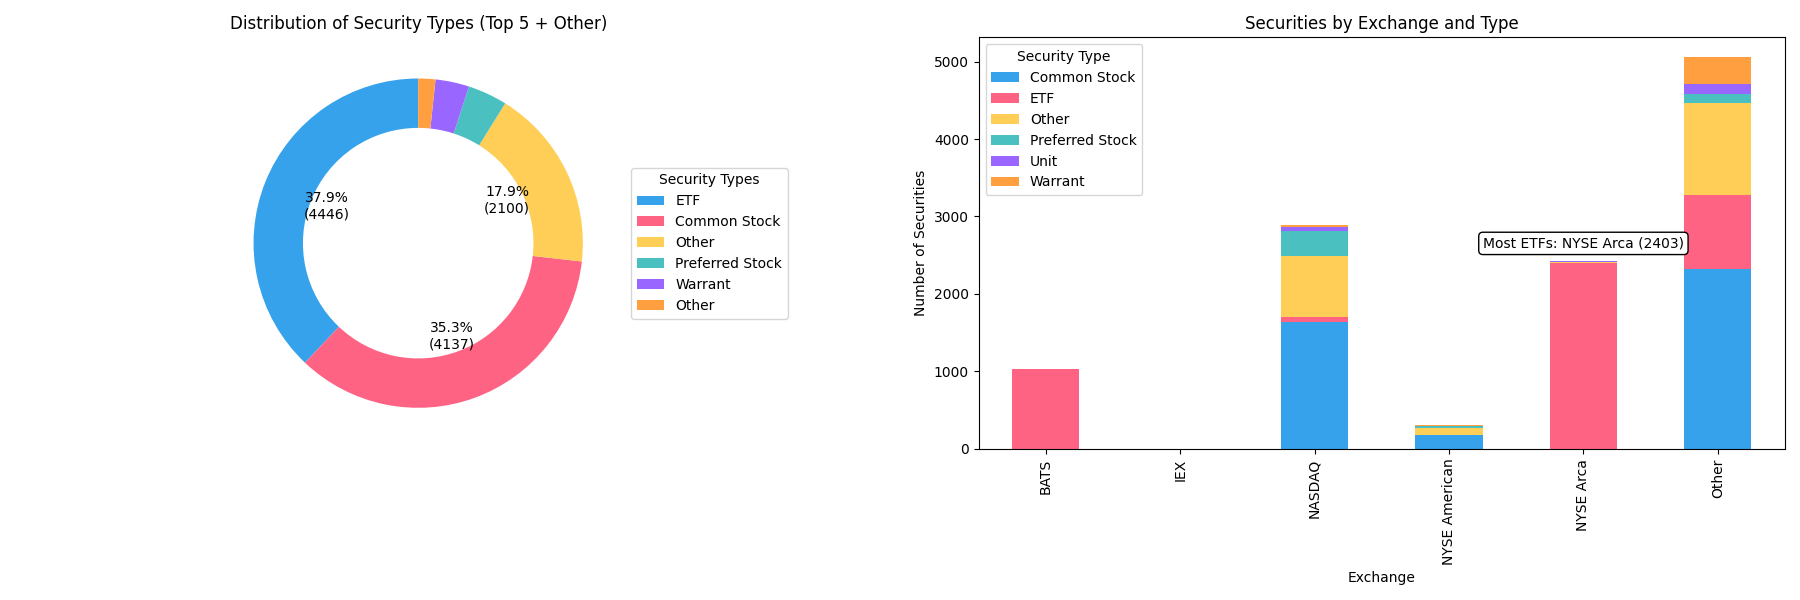 Distribution of Security Types (Top 5 + Other)
37.9%
(4446)
17.9%
(2100)
35.3%
(4137)
Security Types
ETF
Common Stock
Other
Preferred Stock
Warrant
Other
Securities by Exchange and Type
Number of Securities
5000
4000
3000
2000
1000
0
Security Type
Common Stock
ETF
Other
Preferred Stock
Unit
Warrant
Most ETFs: NYSE Arca (2403)
BATS
IEX
NASDAQ
NYSE American
NYSE Arca
Other
Exchange